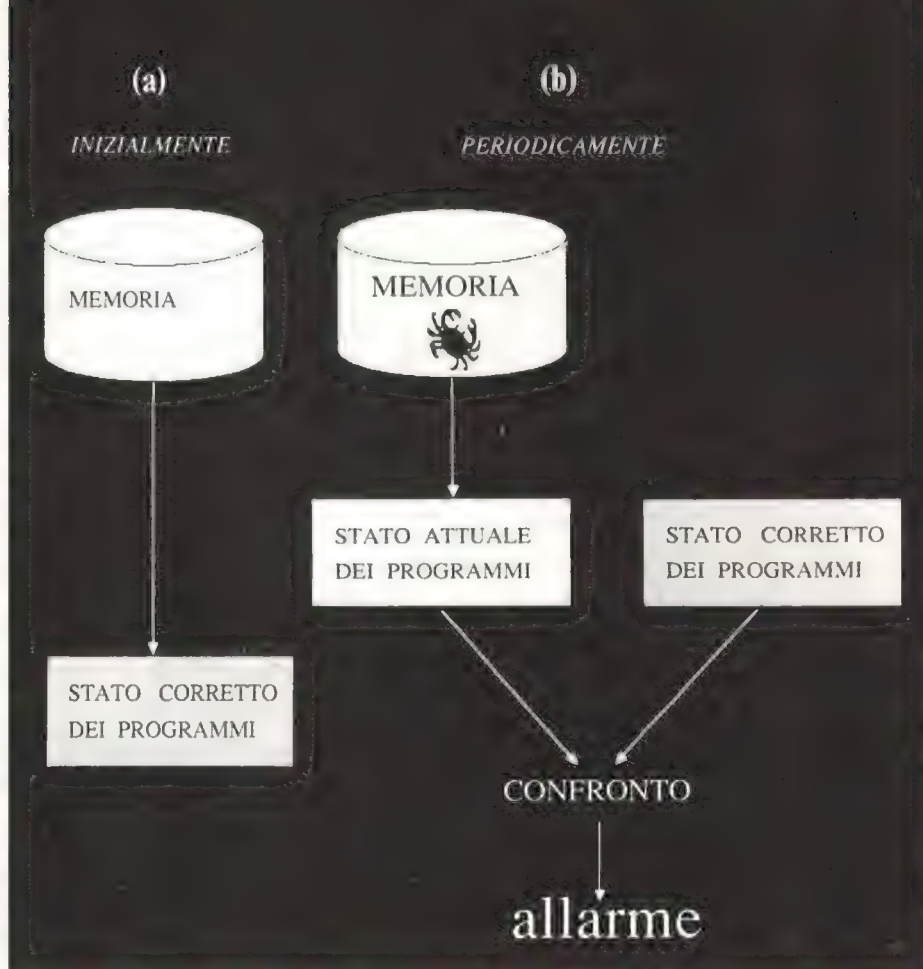 (a)
INIZIALMENTE
MEMORIA
STATO CORRETTO
DEI PROGRAMMI
(b)
PERIODICAMENTE
MEMORIA
STATO ATTUALE
DEI PROGRAMMI
STATO CORRETTO
DEI PROGRAMMI
CONFRONTO
allarme